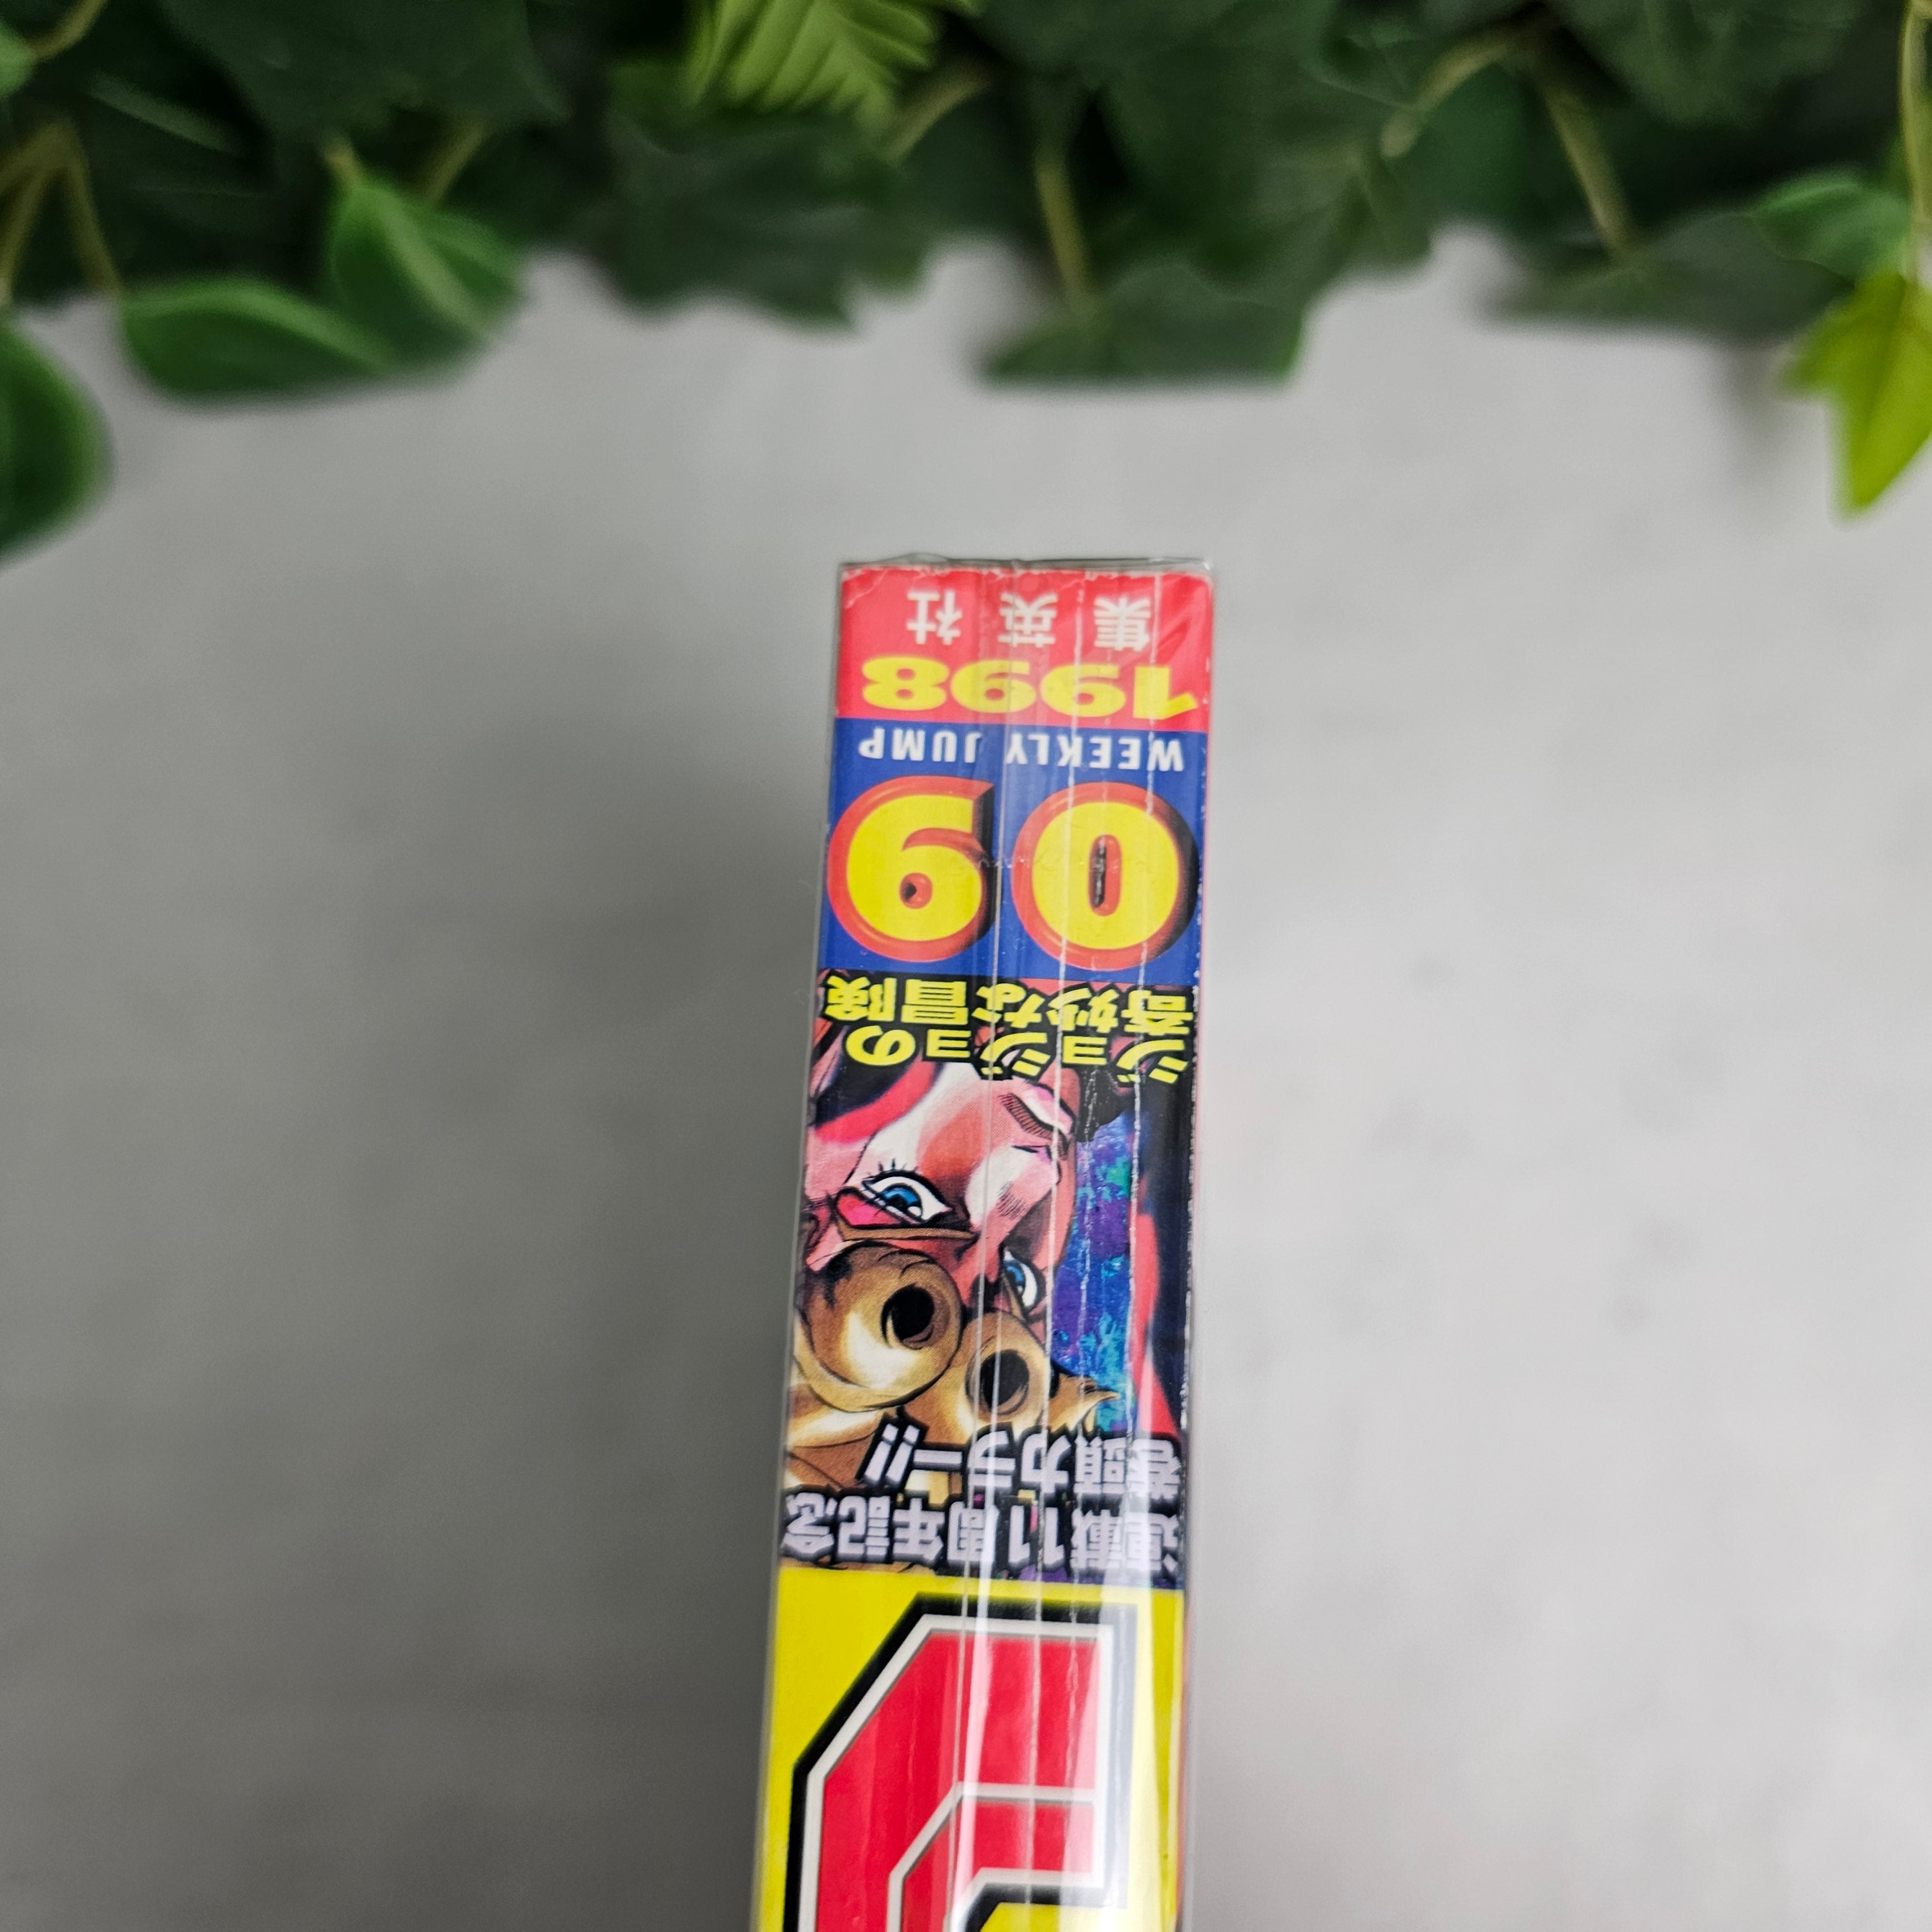 連載11周年記念
巻頭カラー!!
ジョジョの
奇妙な冒険
09
WEEKLY JUMP
1998
集英社